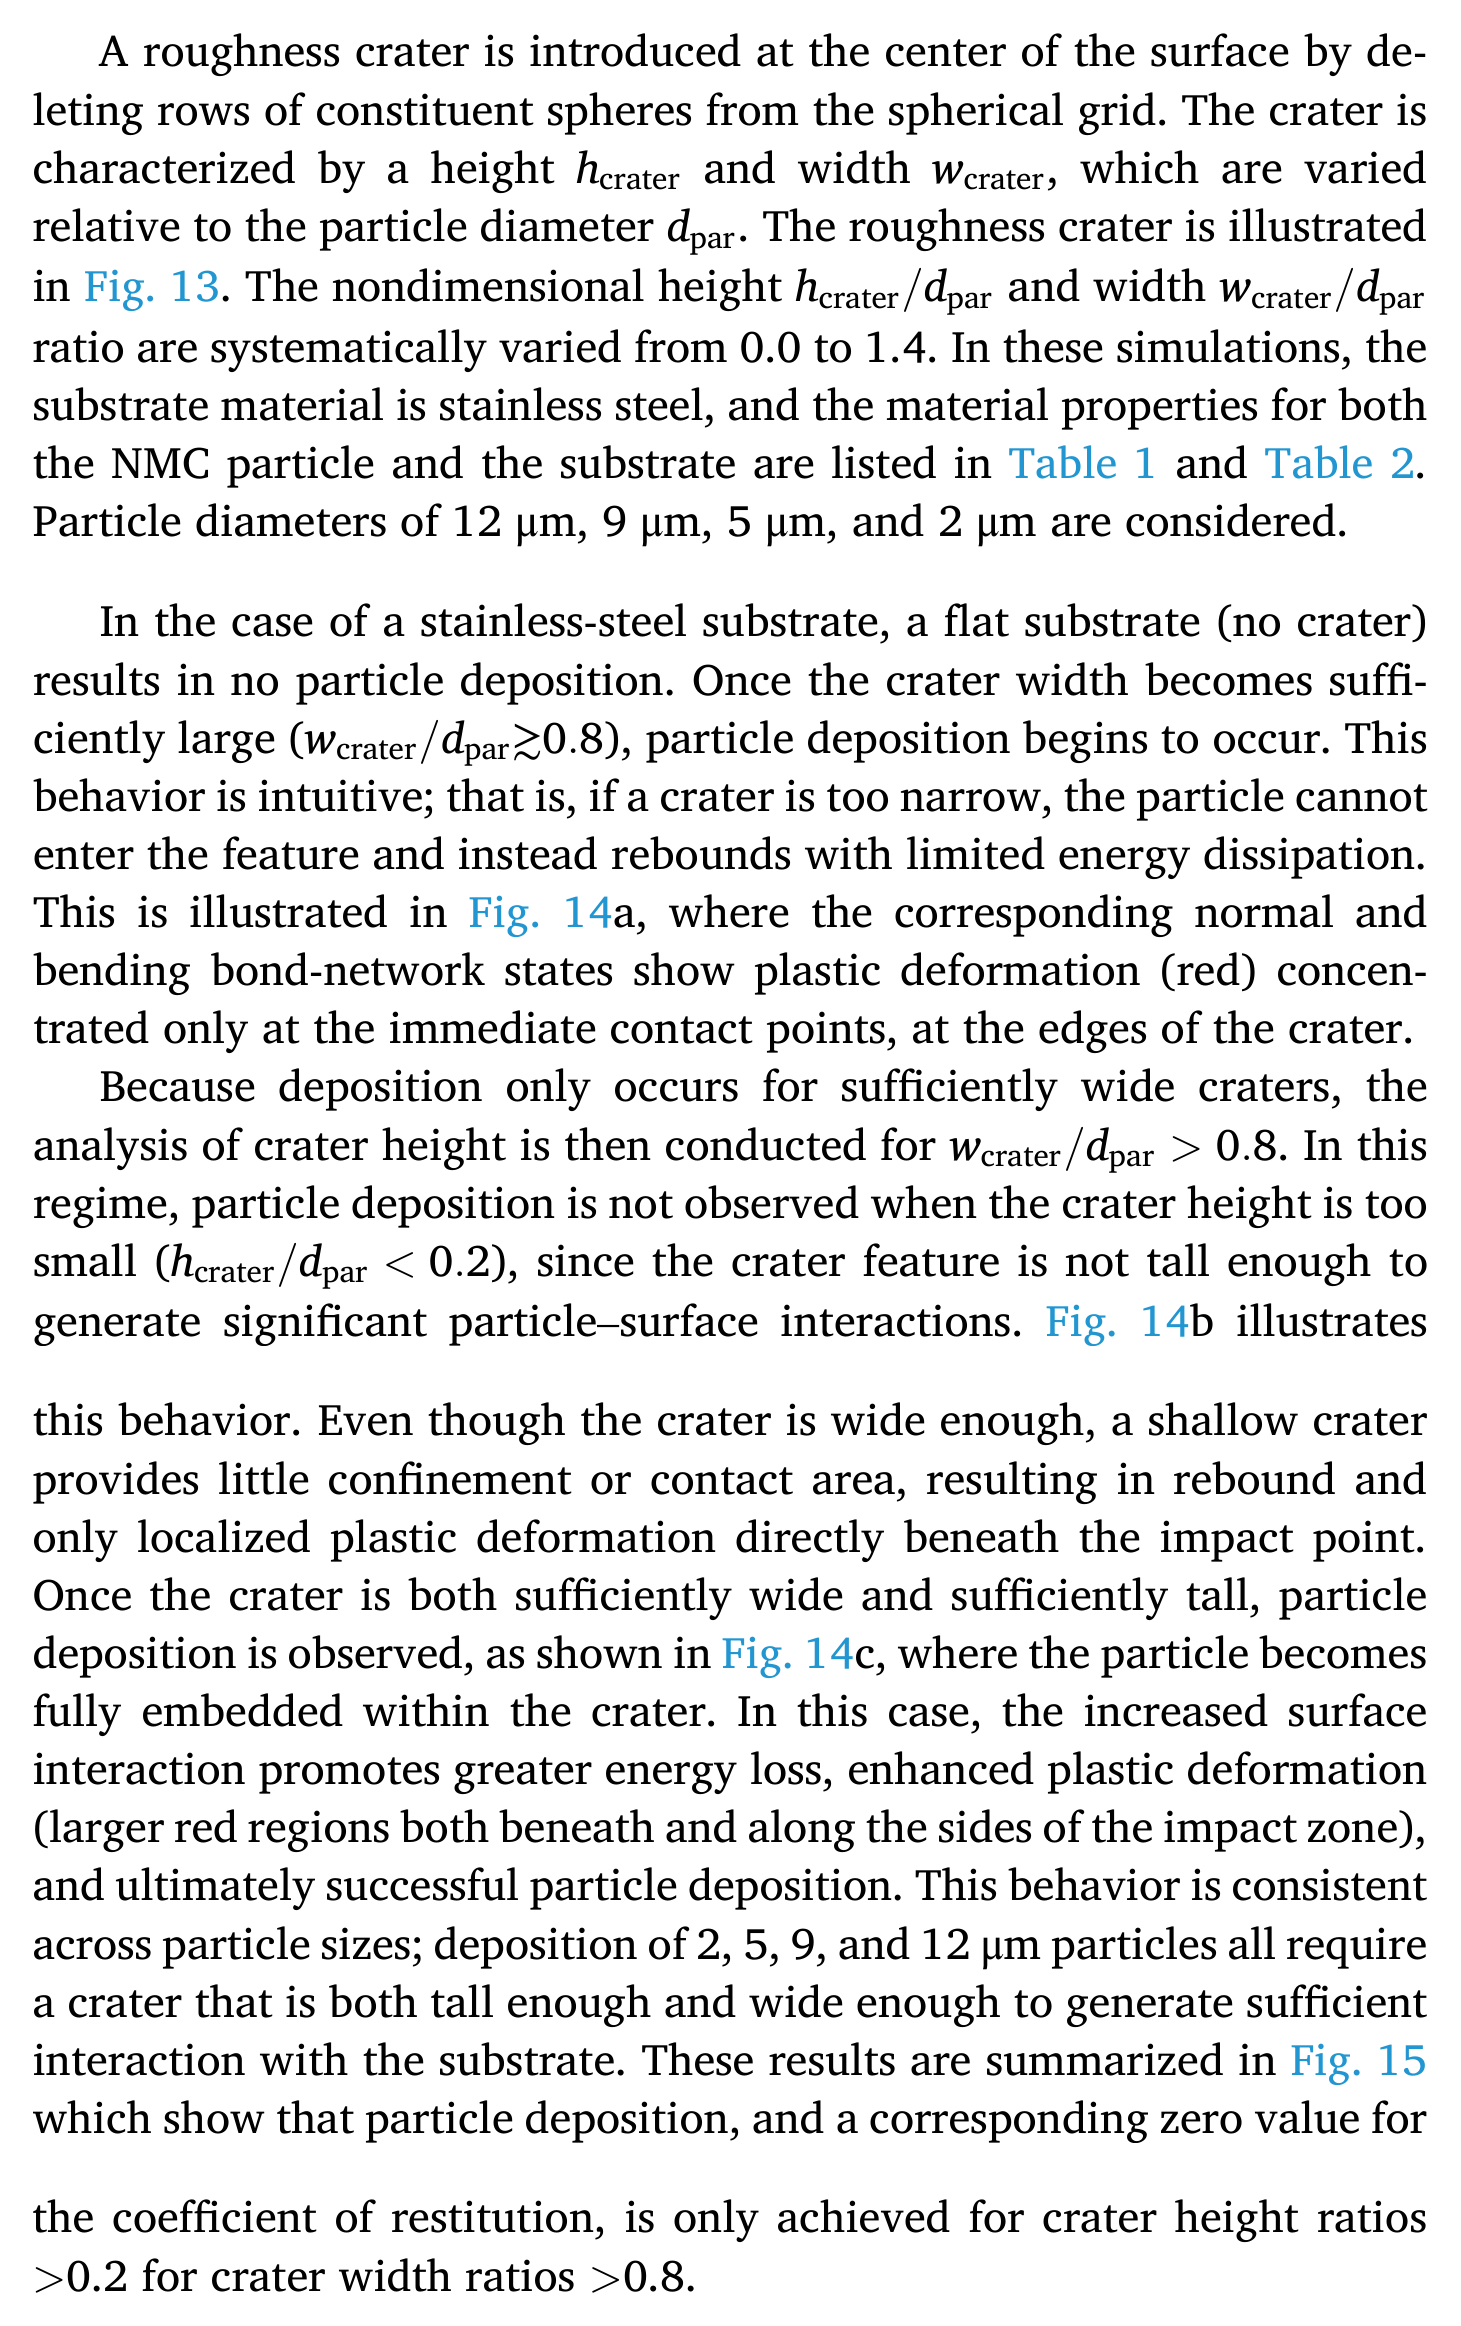 A roughness crater is introduced at the center of the surface by de-
leting rows of constituent spheres from the spherical grid. The crater is
characterized by a height hcrater and width wcrater, which are varied
relative to the particle diameter dpar. The roughness crater is illustrated
in Fig. 13. The nondimensional height hcrater/dpar and width wcrater/dpar
ratio are systematically varied from 0.0 to 1.4. In these simulations, the
substrate material is stainless steel, and the material properties for both
the NMC particle and the substrate are listed in Table 1 and Table 2.
Particle diameters of 12 μm, 9 μm, 5 μm, and 2 μm are considered.
In the case of a stainless-steel substrate, a flat substrate (no crater)
results in no particle deposition. Once the crater width becomes suffi-
ciently large (wcrater/dpar≳0.8), particle deposition begins to occur. This
behavior is intuitive; that is, if a crater is too narrow, the particle cannot
enter the feature and instead rebounds with limited energy dissipation.
This is illustrated in Fig. 14a, where the corresponding normal and
bending bond-network states show plastic deformation (red) concen-
trated only at the immediate contact points, at the edges of the crater.
Because deposition only occurs for sufficiently wide craters, the
analysis of crater height is then conducted for wcrater/dpar > 0.8. In this
regime, particle deposition is not observed when the crater height is too
small (hcrater/dpar < 0.2), since the crater feature is not tall enough to
generate significant particle–surface interactions. Fig. 14b illustrates
this behavior. Even though the crater is wide enough, a shallow crater
provides little confinement or contact area, resulting in rebound and
only localized plastic deformation directly beneath the impact point.
Once the crater is both sufficiently wide and sufficiently tall, particle
deposition is observed, as shown in Fig. 14c, where the particle becomes
fully embedded within the crater. In this case, the increased surface
interaction promotes greater energy loss, enhanced plastic deformation
(larger red regions both beneath and along the sides of the impact zone),
and ultimately successful particle deposition. This behavior is consistent
across particle sizes; deposition of 2, 5, 9, and 12 μm particles all require
a crater that is both tall enough and wide enough to generate sufficient
interaction with the substrate. These results are summarized in Fig. 15
which show that particle deposition, and a corresponding zero value for
the coefficient of restitution, is only achieved for crater height ratios
>0.2 for crater width ratios >0.8.